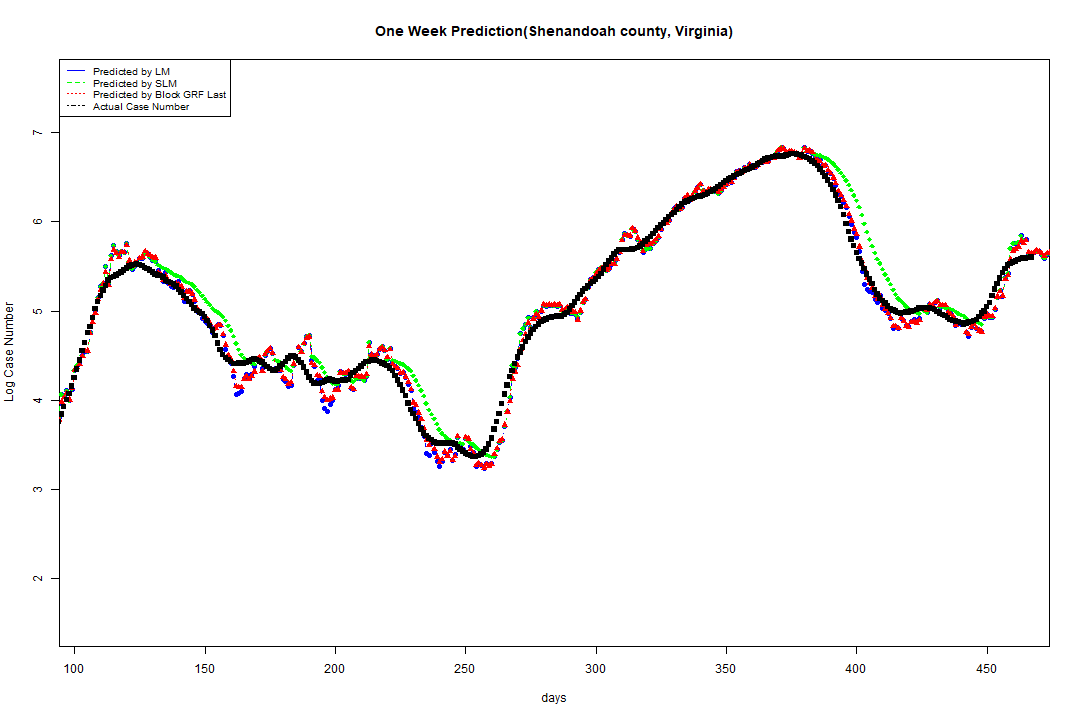 One Week Prediction(Shenandoah county, Virginia)
Predicted by LM
Predicted by SLM
Predicted by Block GRF Last
Actual Case Number
7
6
5
4
3
2
Log Case Number
100 150 200 250 300 350 400 450
days